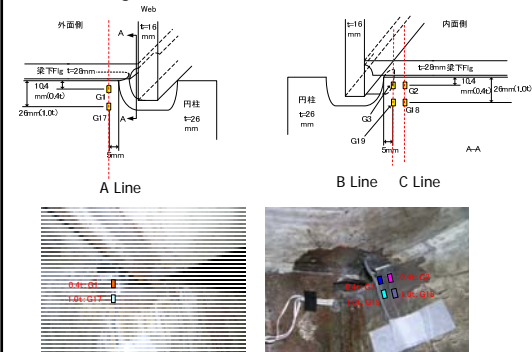 外面側
Web
t=16
mm
A
梁下Flg t=28mm
10.4
mm(0.4t)
G1
26mm(1.0t)
G17
A
円柱
t=26
mm
5mm
A Line
内面側
t=16
mm
t=28mm 梁下Flg
円柱
t=26
mm
G2
10.4
mm(0.4t)
26mm(1.0t)
G3
G18
G19
5mm
A-A
B Line C Line
0.4t: G1
1.0t: G17